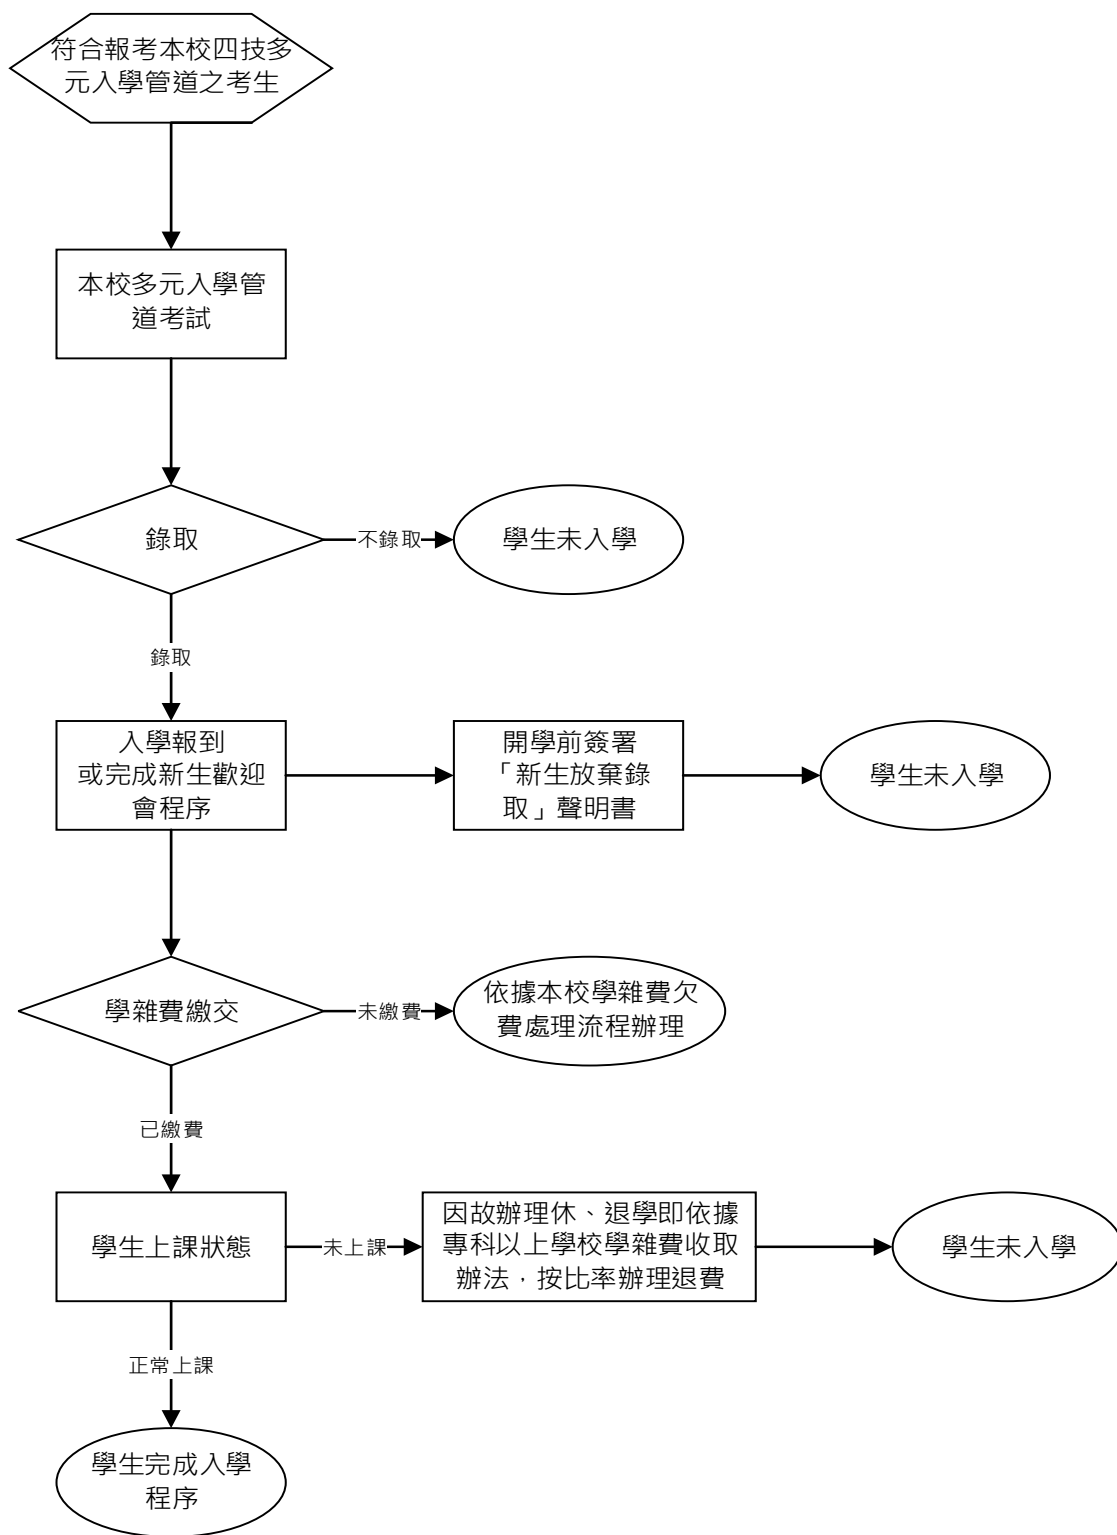 符合報考本校四技多
元入學管道之考生
本校多元入學管
道考試
錄取
不錄取
學生未入學
錄取
入學報到
或完成新生歡迎
會程序
開學前簽署
「新生放棄錄
取」聲明書
學生未入學
學雜費繳交
未繳費
依據本校學雜費欠
費處理流程辦理
已繳費
學生上課狀態
未上課
因故辦理休、退學即依據
專科以上學校學雜費收取
辦法，按比率辦理退費
學生未入學
正常上課
學生完成入學
程序